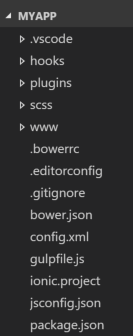 MYAPP
.vscode
hooks
plugins
scss
www
.bowerrc
.editorconfig
.gitignore
bower.json
config.xml
gulpfile.js
ionic.project
jsconfig.json
package.json